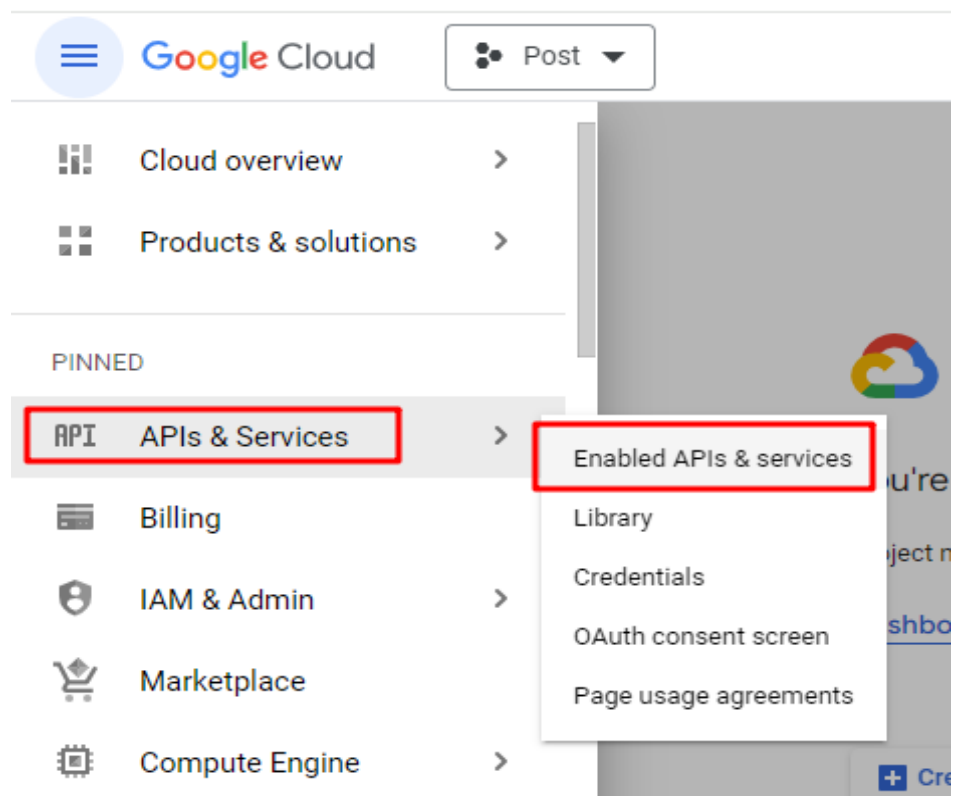 Google Cloud
Post
Cloud overview
Products & solutions
PINNED
API APIs & Services
Enabled APIs & services
Library
Credentials
OAuth consent screen
Page usage agreements
Billing
IAM & Admin
Marketplace
Compute Engine